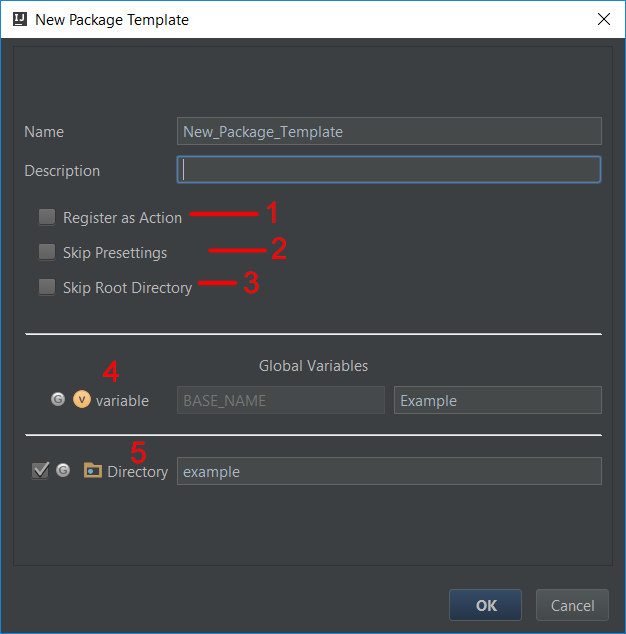 IJ New Package Template
Name New_Package_Template
Description
Register as Action 1
Skip Presettings 2
Skip Root Directory 3
Global Variables
4
G V variable BASE_NAME Example
5
G Directory example
OK Cancel